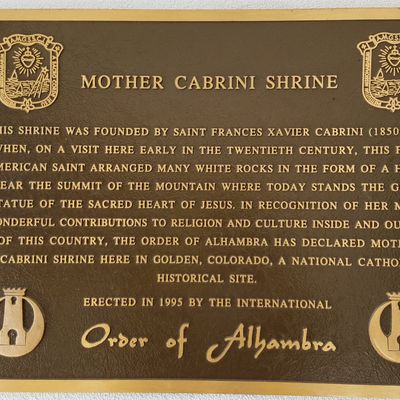 MOTHER CABRINI SHRINE
HIS SHRINE WAS FOUNDED BY SAINT FRANCES XAVIER CABRINI (1850
WHEN, ON A VISIT HERE EARLY IN THE TWENTIETH CENTURY, THIS F
MERICAN SAINT ARRANGED MANY WHITE ROCKS IN THE FORM OF A H
EAR THE SUMMIT OF THE MOUNTAIN WHERE TODAY STANDS THE G
TATUE OF THE SACRED HEART OF JESUS. IN RECOGNITION OF HER M
ONDERFUL CONTRIBUTIONS TO RELIGION AND CULTURE INSIDE AND OU
OF THIS COUNTRY, THE ORDER OF ALHAMBRA HAS DECLARED MOT
CABRINI SHRINE HERE IN GOLDEN, COLORADO, A NATIONAL CATHO
HISTORICAL SITE.
ERECTED IN 1995 BY THE INTERNATIONAL
Order of Alhambra